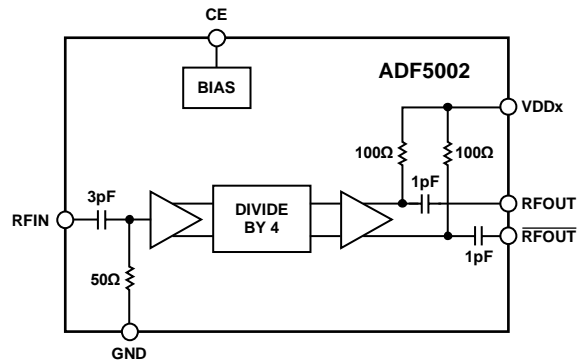 CE
ADF5002
BIAS
VDDx
100Ω
100Ω
3pF
1pF
RFIN
DIVIDE
BY 4
RFOUT
RFOUT
50Ω
1pF
GND